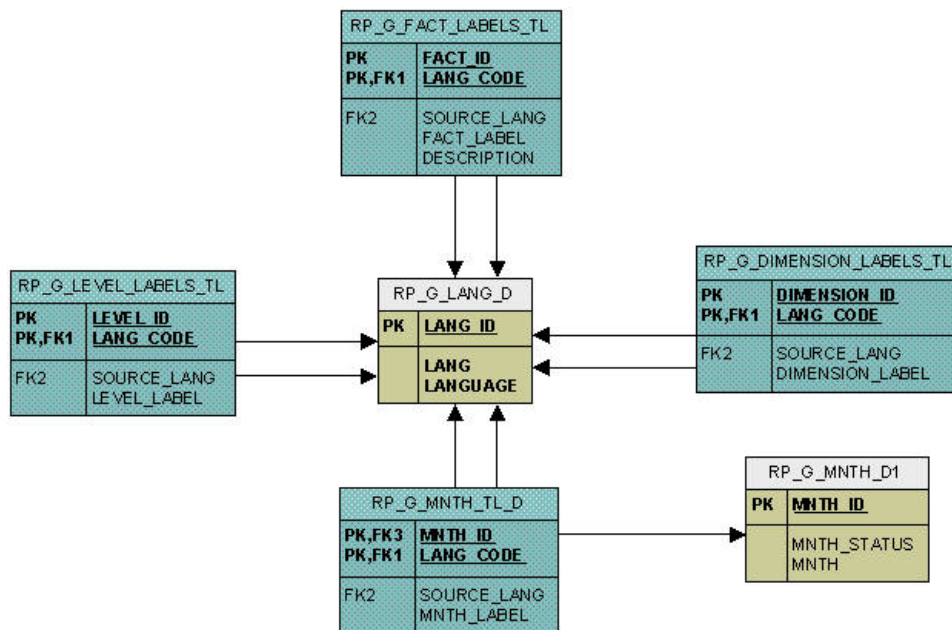 RP_G_FACT_LABELS_TL
PK FACT_ID
PK,FK1 LANG_CODE
FK2 SOURCE_LANG
FACT_LABEL
DESCRIPTION
RP_G_LEVEL_LABELS_TL
PK LEVEL_ID
PK,FK1 LANG_CODE
FK2 SOURCE_LANG
LEVEL_LABEL
RP_G_LANG_D
PK LANG_ID
LANG
LANGUAGE
RP_G_DIMENSION_LABELS_TL
PK DIMENSION_ID
PK,FK1 LANG_CODE
FK2 SOURCE_LANG
DIMENSION_LABEL
RP_G_MNTH_TL_D
PK,FK3 MNTH_ID
PK,FK1 LANG_CODE
FK2 SOURCE_LANG
MNTH_LABEL
RP_G_MNTH_D1
PK MNTH_ID
MNTH_STATUS
MNTH